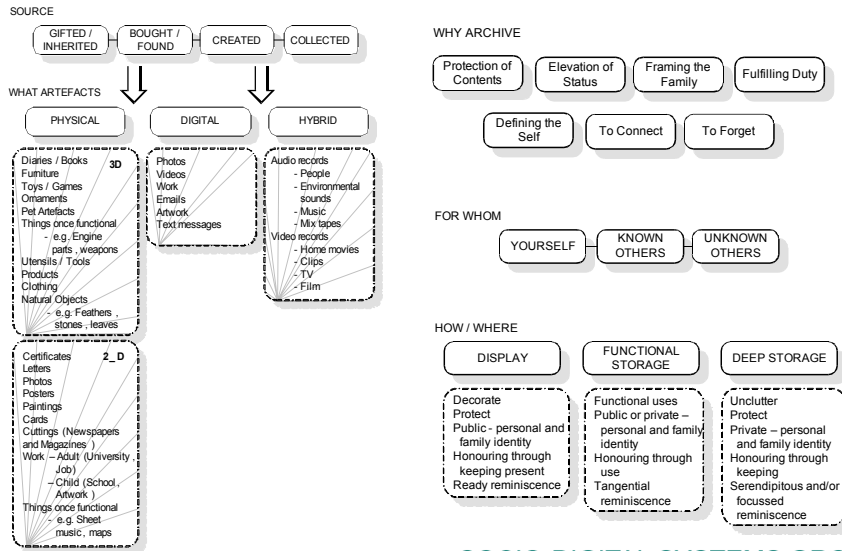 SOURCE
GIFTED /
INHERITED
BOUGHT /
FOUND
CREATED
COLLECTED
WHAT ARTEFACTS
PHYSICAL
DIGITAL
HYBRID
Diaries / Books
3D
Furniture
Toys / Games
Ornaments
Pet Artefacts
Things once functional
- e.g. Engine
parts , weapons
Utensils / Tools
Products
Clothing
Natural Objects
- e.g. Feathers ,
stones , leaves
Photos
Videos
Work
Emails
Artwork
Text messages
Audio records
- People
- Environmental
sounds
- Music
- Mix tapes
Video records
- Home movies
- Clips
- TV
- Film
Certificates
2_D
Letters
Photos
Posters
Paintings
Cards
Cuttings (Newspapers
and Magazines )
Work – Adult (University ,
Job)
– Child (School ,
Artwork )
Things once functional
- e.g. Sheet
music , maps
WHY ARCHIVE
Protection of
Contents
Elevation of
Status
Framing the
Family
Fulfilling Duty
Defining the
Self
To Connect
To Forget
FOR WHOM
YOURSELF
KNOWN
OTHERS
UNKNOWN
OTHERS
HOW / WHERE
DISPLAY
FUNCTIONAL
STORAGE
DEEP STORAGE
Decorate
Protect
Public - personal and
family identity
Honouring through
keeping present
Ready reminiscence
Functional uses
Public or private –
personal and family
identity
Honouring through
use
Tangential
reminiscence
Unclutter
Protect
Private – personal
and family identity
Honouring through
keeping
Serendipitous and/or
focussed
reminiscence